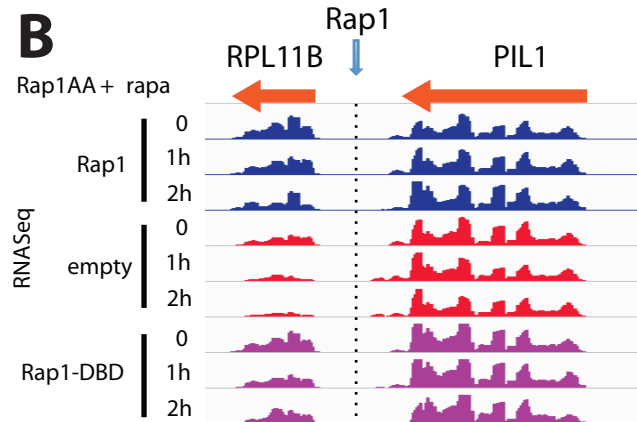 B
Rap1
RPL11B
PIL1
Rap1AA + rapa
RNASeq
Rap1
0
1h
2h
empty
0
1h
2h
Rap1-DBD
0
1h
2h